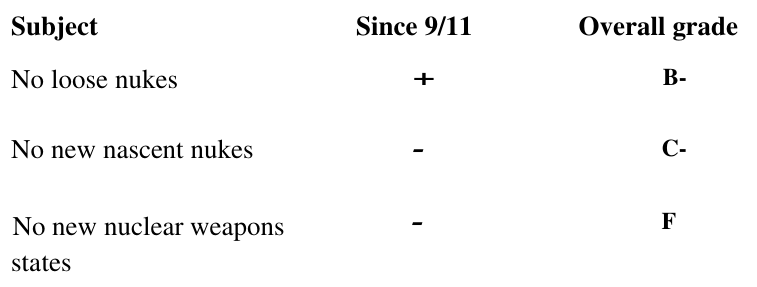 Subject Since 9/11 Overall grade
No loose nukes + B-
No new nascent nukes - C-
No new nuclear weapons - F
states